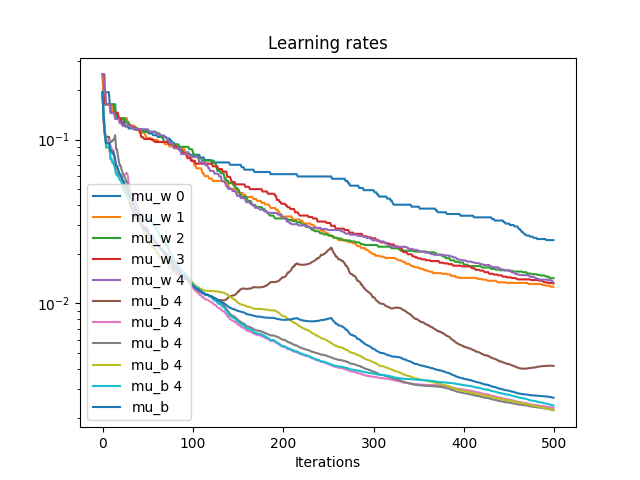 Learning rates
10⁻¹
10⁻²
mu_w 0
mu_w 1
mu_w 2
mu_w 3
mu_w 4
mu_b 4
mu_b 4
mu_b 4
mu_b 4
mu_b 4
mu_b
0 100 200 300 400 500
Iterations